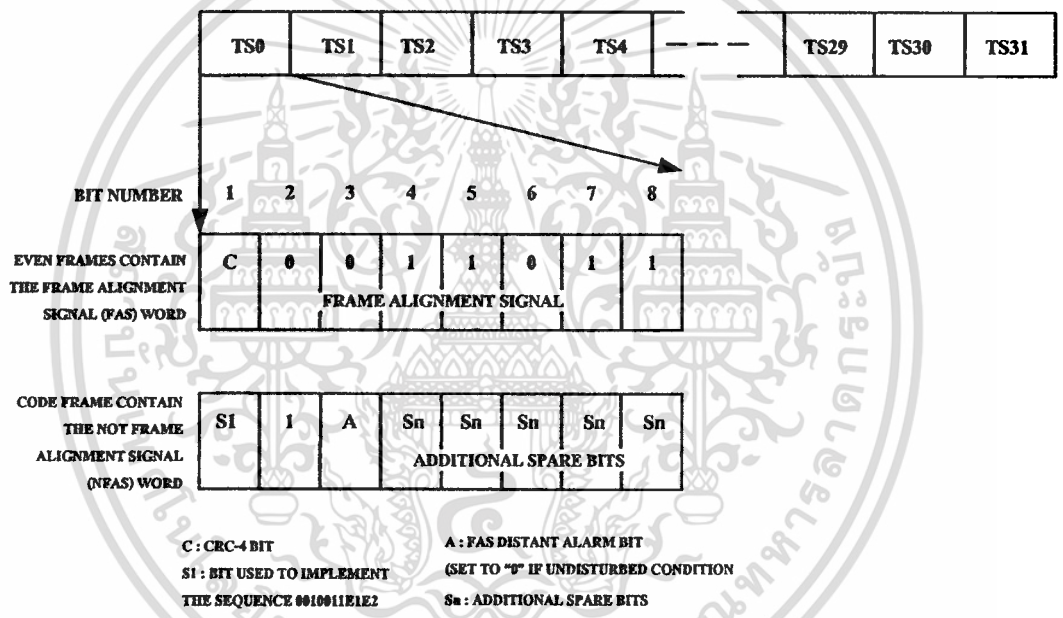 TS0 TS1 TS2 TS3 TS4 TS29 TS30 TS31
BIT NUMBER 1 2 3 4 5 6 7 8
EVEN FRAMES CONTAIN
THE FRAME ALIGNMENT
SIGNAL (FAS) WORD
C 0 0 1 1 0 1 1
FRAME ALIGNMENT SIGNAL
CODE FRAME CONTAIN
THE NOT FRAME
ALIGNMENT SIGNAL
(NFAS) WORD
S1 1 A Sn Sn Sn Sn Sn
ADDITIONAL SPARE BITS
C : CRC-4 BIT
S1 : BIT USED TO IMPLEMENT
THE SEQUENCE 0010011E1E2
A : FAS DISTANT ALARM BIT
(SET TO "0" IF UNDISTURBED CONDITION
Sn : ADDITIONAL SPARE BITS